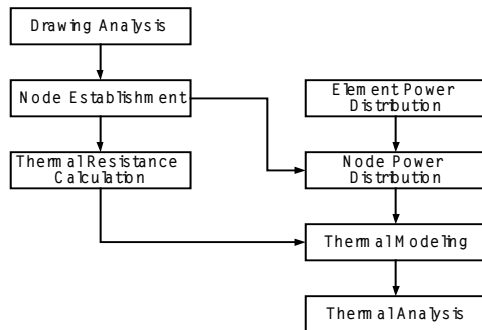 Drawing Analysis
Node Establishment
Element Power
Distribution
Thermal Resistance
Calculation
Node Power
Distribution
Thermal Modeling
Thermal Analysis